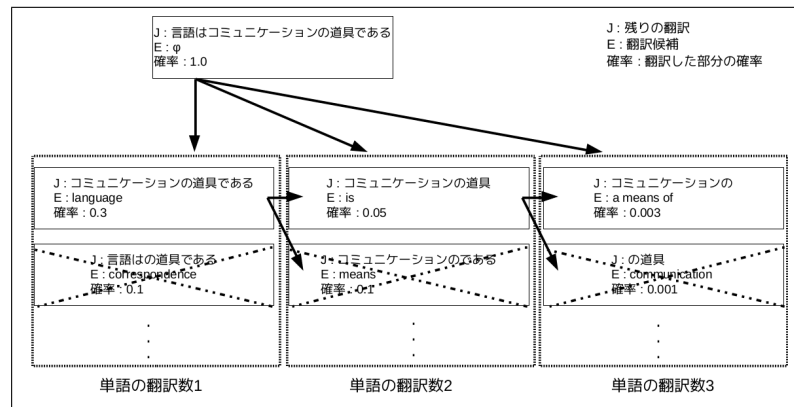 J : 言語はコミュニケーションの道具である
E : φ
確率 : 1.0
J : 残りの翻訳
E : 翻訳候補
確率 : 翻訳した部分の確率
J : コミュニケーションの道具である
E : language
確率 : 0.3
J : コミュニケーションの道具
E : is
確率 : 0.05
J : コミュニケーションの
E : a means of
確率 : 0.003
J : 言語はの道具である
E : correspondence
確率 : 0.1
J : コミュニケーションのである
E : means
確率 : 0.1
J : の道具
E : communication
確率 : 0.001
単語の翻訳数1
単語の翻訳数2
単語の翻訳数3